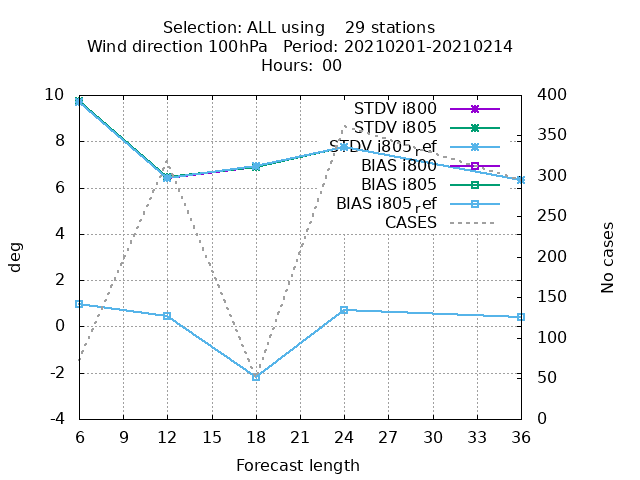 Selection: ALL using    29 stations
Wind direction 100hPa   Period: 20210201-20210214
Hours: 00
STDV i800
STDV i805
STDV i805ref
BIAS i800
BIAS i805
BIAS i805ref
CASES
10
8
6
4
2
0
-2
-4
400
350
300
250
200
150
100
50
0
deg
No cases
6 9 12 15 18 21 24 27 30 33 36
Forecast length